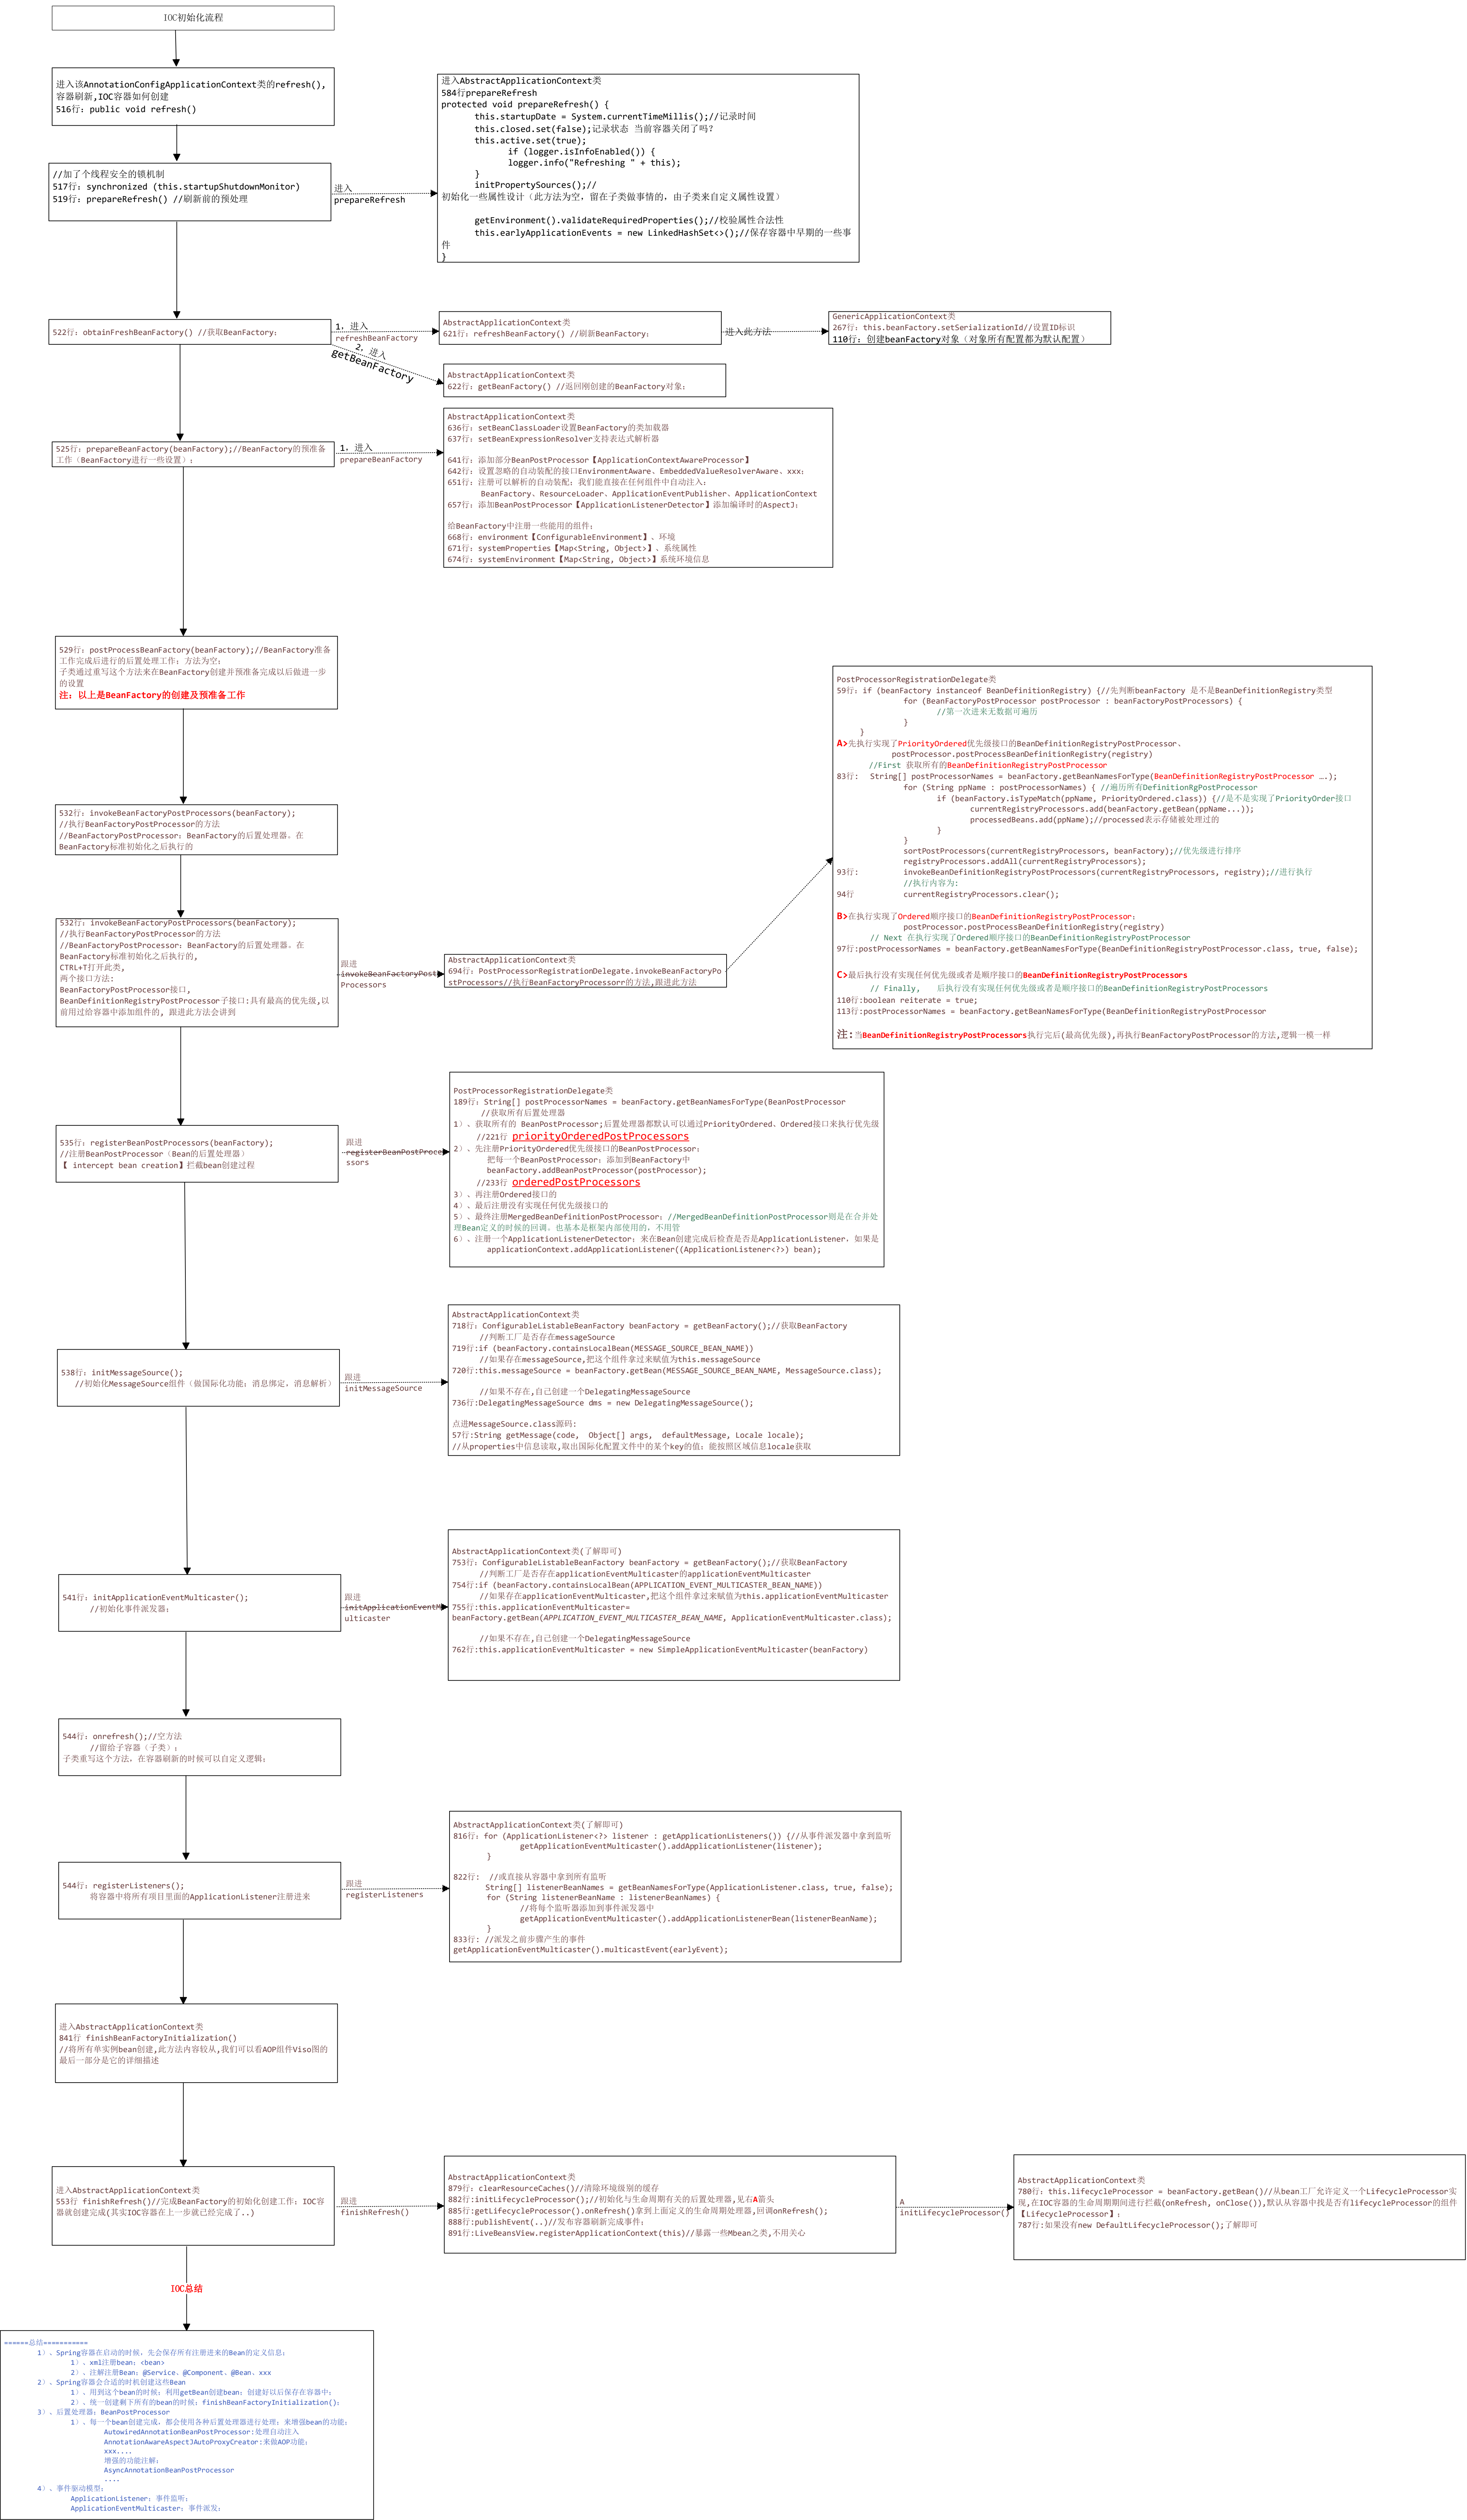 IOC初始化流程
进入该AnnotationConfigApplicationContext类的refresh(),
容器刷新,IOC容器如何创建
516行：public void refresh()
//加了个线程安全的锁机制
517行：synchronized (this.startupShutdownMonitor)
519行：prepareRefresh() //刷新前的预处理
进入
prepareRefresh
进入AbstractApplicationContext类
584行prepareRefresh
protected void prepareRefresh() {
this.startupDate = System.currentTimeMillis();//记录时间
this.closed.set(false);记录状态 当前容器关闭了吗?
this.active.set(true);
if (logger.isInfoEnabled()) {
logger.info("Refreshing " + this);
}
initPropertySources();//
初始化一些属性设计（此方法为空，留在子类做事情的，由子类来自定义属性设置）
getEnvironment().validateRequiredProperties();//校验属性合法性
this.earlyApplicationEvents = new LinkedHashSet<>();//保存容器中早期的一些事
件
}
522行：obtainFreshBeanFactory() //获取BeanFactory；
1，进入
refreshBeanFactory
2，进入
getBeanFactory
AbstractApplicationContext类
621行：refreshBeanFactory() //刷新BeanFactory；
进入此方法
GenericApplicationContext类
267行：this.beanFactory.setSerializationId//设置ID标识
110行：创建beanFactory对象（对象所有配置都为默认配置）
AbstractApplicationContext类
622行：getBeanFactory() //返回刚创建的BeanFactory对象；
525行：prepareBeanFactory(beanFactory);//BeanFactory的预准备
工作（BeanFactory进行一些设置）；
1，进入
prepareBeanFactory
AbstractApplicationContext类
636行：setBeanClassLoader设置BeanFactory的类加载器
637行：setBeanExpressionResolver支持表达式解析器
641行：添加部分BeanPostProcessor【ApplicationContextAwareProcessor】
642行：设置忽略的自动装配的接口EnvironmentAware、EmbeddedValueResolverAware、xxx；
651行：注册可以解析的自动装配；我们能直接在任何组件中自动注入：
BeanFactory、ResourceLoader、ApplicationEventPublisher、ApplicationContext
657行：添加BeanPostProcessor【ApplicationListenerDetector】添加编译时的AspectJ；
给BeanFactory中注册一些能用的组件；
668行：environment【ConfigurableEnvironment】、环境
671行：systemProperties【Map<String, Object>】、系统属性
674行：systemEnvironment【Map<String, Object>】系统环境信息
529行：postProcessBeanFactory(beanFactory);//BeanFactory准备
工作完成后进行的后置处理工作；方法为空；
子类通过重写这个方法来在BeanFactory创建并预准备完成以后做进一步
的设置
注：以上是BeanFactory的创建及预准备工作
532行：invokeBeanFactoryPostProcessors(beanFactory);
//执行BeanFactoryPostProcessor的方法
//BeanFactoryPostProcessor：BeanFactory的后置处理器。在
BeanFactory标准初始化之后执行的
532行：invokeBeanFactoryPostProcessors(beanFactory);
//执行BeanFactoryPostProcessor的方法
//BeanFactoryPostProcessor：BeanFactory的后置处理器。在
BeanFactory标准初始化之后执行的,
CTRL+T打开此类,
两个接口方法:
BeanFactoryPostProcessor接口,
BeanDefinitionRegistryPostProcessor子接口:具有最高的优先级,以
前用过给容器中添加组件的, 跟进此方法会讲到
跟进
invokeBeanFactoryPost
Processors
AbstractApplicationContext类
694行：PostProcessorRegistrationDelegate.invokeBeanFactoryPo
stProcessors//执行BeanFactoryProcessorr的方法,跟进此方法
PostProcessorRegistrationDelegate类
59行：if (beanFactory instanceof BeanDefinitionRegistry) {//先判断beanFactory 是不是BeanDefinitionRegistry类型
for (BeanFactoryPostProcessor postProcessor : beanFactoryPostProcessors) {
//第一次进来无数据可遍历
}
}
A>先执行实现了PriorityOrdered优先级接口的BeanDefinitionRegistryPostProcessor、
postProcessor.postProcessBeanDefinitionRegistry(registry)
//First 获取所有的BeanDefinitionRegistryPostProcessor
83行: String[] postProcessorNames = beanFactory.getBeanNamesForType(BeanDefinitionRegistryPostProcessor ….);
for (String ppName : postProcessorNames) { //遍历所有DefinitionRgPostProcessor
if (beanFactory.isTypeMatch(ppName, PriorityOrdered.class)) {//是不是实现了PriorityOrder接口
currentRegistryProcessors.add(beanFactory.getBean(ppName...));
processedBeans.add(ppName);//processed表示存储被处理过的
}
}
sortPostProcessors(currentRegistryProcessors, beanFactory);//优先级进行排序
registryProcessors.addAll(currentRegistryProcessors);
93行: invokeBeanDefinitionRegistryPostProcessors(currentRegistryProcessors, registry);//进行执行
//执行内容为:
94行 currentRegistryProcessors.clear();
B>在执行实现了Ordered顺序接口的BeanDefinitionRegistryPostProcessor；
postProcessor.postProcessBeanDefinitionRegistry(registry)
// Next 在执行实现了Ordered顺序接口的BeanDefinitionRegistryPostProcessor
97行:postProcessorNames = beanFactory.getBeanNamesForType(BeanDefinitionRegistryPostProcessor.class, true, false);
C>最后执行没有实现任何优先级或者是顺序接口的BeanDefinitionRegistryPostProcessors
// Finally, 后执行没有实现任何优先级或者是顺序接口的BeanDefinitionRegistryPostProcessors
110行:boolean reiterate = true;
113行:postProcessorNames = beanFactory.getBeanNamesForType(BeanDefinitionRegistryPostProcessor
注:当BeanDefinitionRegistryPostProcessors执行完后(最高优先级),再执行BeanFactoryPostProcessor的方法,逻辑一模一样
535行：registerBeanPostProcessors(beanFactory);
//注册BeanPostProcessor（Bean的后置处理器）
【 intercept bean creation】拦截bean创建过程
跟进
registerBeanPostProce
ssors
PostProcessorRegistrationDelegate类
189行：String[] postProcessorNames = beanFactory.getBeanNamesForType(BeanPostProcessor
//获取所有后置处理器
1）、获取所有的 BeanPostProcessor;后置处理器都默认可以通过PriorityOrdered、Ordered接口来执行优先级
//221行 priorityOrderedPostProcessors
2）、先注册PriorityOrdered优先级接口的BeanPostProcessor；
把每一个BeanPostProcessor；添加到BeanFactory中
beanFactory.addBeanPostProcessor(postProcessor);
//233行 orderedPostProcessors
3）、再注册Ordered接口的
4）、最后注册没有实现任何优先级接口的
5）、最终注册MergedBeanDefinitionPostProcessor；//MergedBeanDefinitionPostProcessor则是在合并处
理Bean定义的时候的回调。也基本是框架内部使用的，不用管
6）、注册一个ApplicationListenerDetector；来在Bean创建完成后检查是否是ApplicationListener，如果是
applicationContext.addApplicationListener((ApplicationListener<?>) bean);
538行：initMessageSource();
//初始化MessageSource组件（做国际化功能；消息绑定，消息解析）
跟进
initMessageSource
AbstractApplicationContext类
718行：ConfigurableListableBeanFactory beanFactory = getBeanFactory();//获取BeanFactory
//判断工厂是否存在messageSource
719行:if (beanFactory.containsLocalBean(MESSAGE_SOURCE_BEAN_NAME))
//如果存在messageSource,把这个组件拿过来赋值为this.messageSource
720行:this.messageSource = beanFactory.getBean(MESSAGE_SOURCE_BEAN_NAME, MessageSource.class);
//如果不存在,自己创建一个DelegatingMessageSource
736行:DelegatingMessageSource dms = new DelegatingMessageSource();
点进MessageSource.class源码:
57行:String getMessage(code, Object[] args, defaultMessage, Locale locale);
//从properties中信息读取,取出国际化配置文件中的某个key的值；能按照区域信息locale获取
541行：initApplicationEventMulticaster();
//初始化事件派发器；
跟进
initApplicationEventM
ulticaster
AbstractApplicationContext类(了解即可)
753行：ConfigurableListableBeanFactory beanFactory = getBeanFactory();//获取BeanFactory
//判断工厂是否存在applicationEventMulticaster的applicationEventMulticaster
754行:if (beanFactory.containsLocalBean(APPLICATION_EVENT_MULTICASTER_BEAN_NAME))
//如果存在applicationEventMulticaster,把这个组件拿过来赋值为this.applicationEventMulticaster
755行:this.applicationEventMulticaster=
beanFactory.getBean(APPLICATION_EVENT_MULTICASTER_BEAN_NAME, ApplicationEventMulticaster.class);
//如果不存在,自己创建一个DelegatingMessageSource
762行:this.applicationEventMulticaster = new SimpleApplicationEventMulticaster(beanFactory)
544行：onrefresh();//空方法
//留给子容器（子类）；
子类重写这个方法，在容器刷新的时候可以自定义逻辑；
544行：registerListeners();
将容器中将所有项目里面的ApplicationListener注册进来
跟进
registerListeners
AbstractApplicationContext类(了解即可)
816行：for (ApplicationListener<?> listener : getApplicationListeners()) {//从事件派发器中拿到监听
getApplicationEventMulticaster().addApplicationListener(listener);
}
822行: //或直接从容器中拿到所有监听
String[] listenerBeanNames = getBeanNamesForType(ApplicationListener.class, true, false);
for (String listenerBeanName : listenerBeanNames) {
//将每个监听器添加到事件派发器中
getApplicationEventMulticaster().addApplicationListenerBean(listenerBeanName);
}
833行: //派发之前步骤产生的事件
getApplicationEventMulticaster().multicastEvent(earlyEvent);
进入AbstractApplicationContext类
841行 finishBeanFactoryInitialization()
//将所有单实例bean创建,此方法内容较从,我们可以看AOP组件Viso图的
最后一部分是它的详细描述
进入AbstractApplicationContext类
553行 finishRefresh()//完成BeanFactory的初始化创建工作；IOC容
器就创建完成(其实IOC容器在上一步就已经完成了..)
跟进
finishRefresh()
AbstractApplicationContext类
879行：clearResourceCaches()//清除环境级别的缓存
882行:initLifecycleProcessor();//初始化与生命周期有关的后置处理器,见右A箭头
885行:getLifecycleProcessor().onRefresh()拿到上面定义的生命周期处理器,回调onRefresh();
888行:publishEvent(..)//发布容器刷新完成事件；
891行:LiveBeansView.registerApplicationContext(this)//暴露一些Mbean之类,不用关心
A
initLifecycleProcessor()
AbstractApplicationContext类
780行：this.lifecycleProcessor = beanFactory.getBean()//从bean工厂允许定义一个LifecycleProcessor实
现,在IOC容器的生命周期期间进行拦截(onRefresh, onClose()),默认从容器中找是否有lifecycleProcessor的组件
【LifecycleProcessor】；
787行:如果没有new DefaultLifecycleProcessor();了解即可
IOC总结
======总结===========
1）、Spring容器在启动的时候，先会保存所有注册进来的Bean的定义信息；
1）、xml注册bean；<bean>
2）、注解注册Bean；@Service、@Component、@Bean、xxx
2）、Spring容器会合适的时机创建这些Bean
1）、用到这个bean的时候；利用getBean创建bean；创建好以后保存在容器中；
2）、统一创建剩下所有的bean的时候；finishBeanFactoryInitialization()；
3）、后置处理器；BeanPostProcessor
1）、每一个bean创建完成，都会使用各种后置处理器进行处理；来增强bean的功能；
AutowiredAnnotationBeanPostProcessor:处理自动注入
AnnotationAwareAspectJAutoProxyCreator:来做AOP功能；
xxx....
增强的功能注解：
AsyncAnnotationBeanPostProcessor
....
4）、事件驱动模型；
ApplicationListener；事件监听；
ApplicationEventMulticaster；事件派发：